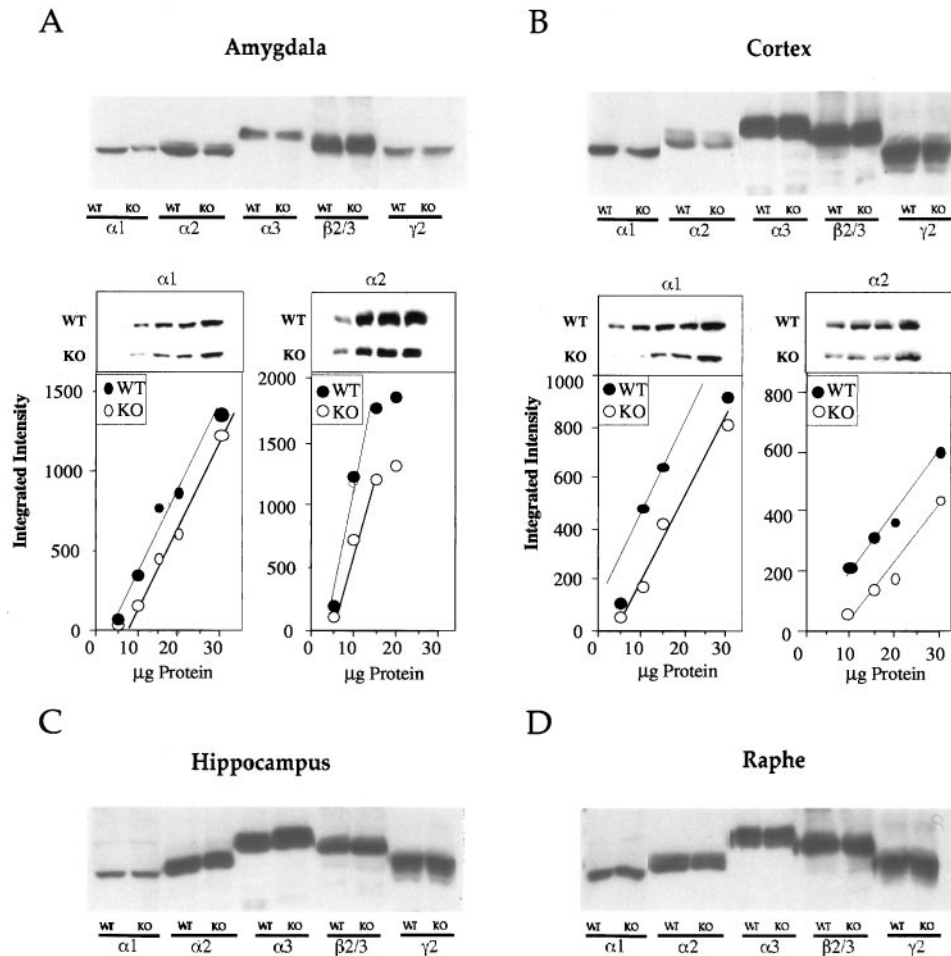 A
Amygdala
WT KO WT KO WT KO WT KO WT KO
α1 α2 α3 β2/3 γ2
α1 α2
WT WT
KO KO
Integrated Intensity
WT
KO
1500
1000
500
0
0 10 20 30
µg Protein
WT
KO
2000
1500
1000
500
0
0 10 20 30
µg Protein
B
Cortex
WT KO WT KO WT KO WT KO WT KO
α1 α2 α3 β2/3 γ2
α1 α2
WT WT
KO KO
Integrated Intensity
WT
KO
1000
800
600
400
200
0
0 10 20 30
µg Protein
WT
KO
800
600
400
200
0
0 10 20 30
µg Protein
C
Hippocampus
WT KO WT KO WT KO WT KO WT KO
α1 α2 α3 β2/3 γ2
D
Raphe
WT KO WT KO WT KO WT KO WT KO
α1 α2 α3 β2/3 γ2